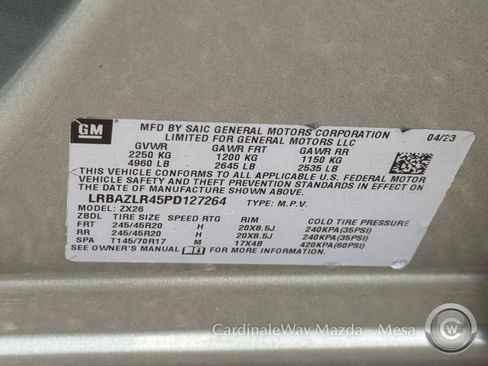 GM
MFD BY SAIC GENERAL MOTORS CORPORATION 04/23
LIMITED FOR GENERAL MOTORS LLC
GVWR GAWR FRT GAWR RR
2250 KG 1200 KG 1150 KG
4960 LB 2645 LB 2535 LB
THIS VEHICLE CONFORMS TO ALL APPLICABLE U.S. FEDERAL MOTOR
VEHICLE SAFETY AND THEFT PREVENTION STANDARDS IN EFFECT ON
THE DATE OF MANUFACTURE SHOWN ABOVE.
LRBAZLR45PD127264 TYPE: M.P.V.
MODEL: ZX26
ZBDL TIRE SIZE SPEED RTG RIM COLD TIRE PRESSURE
FRT 245/45R20 H 20X8.5J 240KPA(35PSI)
RR 245/45R20 H 20X8.5J 240KPA(35PSI)
SPA T145/70R17 M 17X4B 420KPA(60PSI)
SEE OWNER'S MANUAL FOR MORE INFORMATION.
CardinaleWay Mazda - Mesa